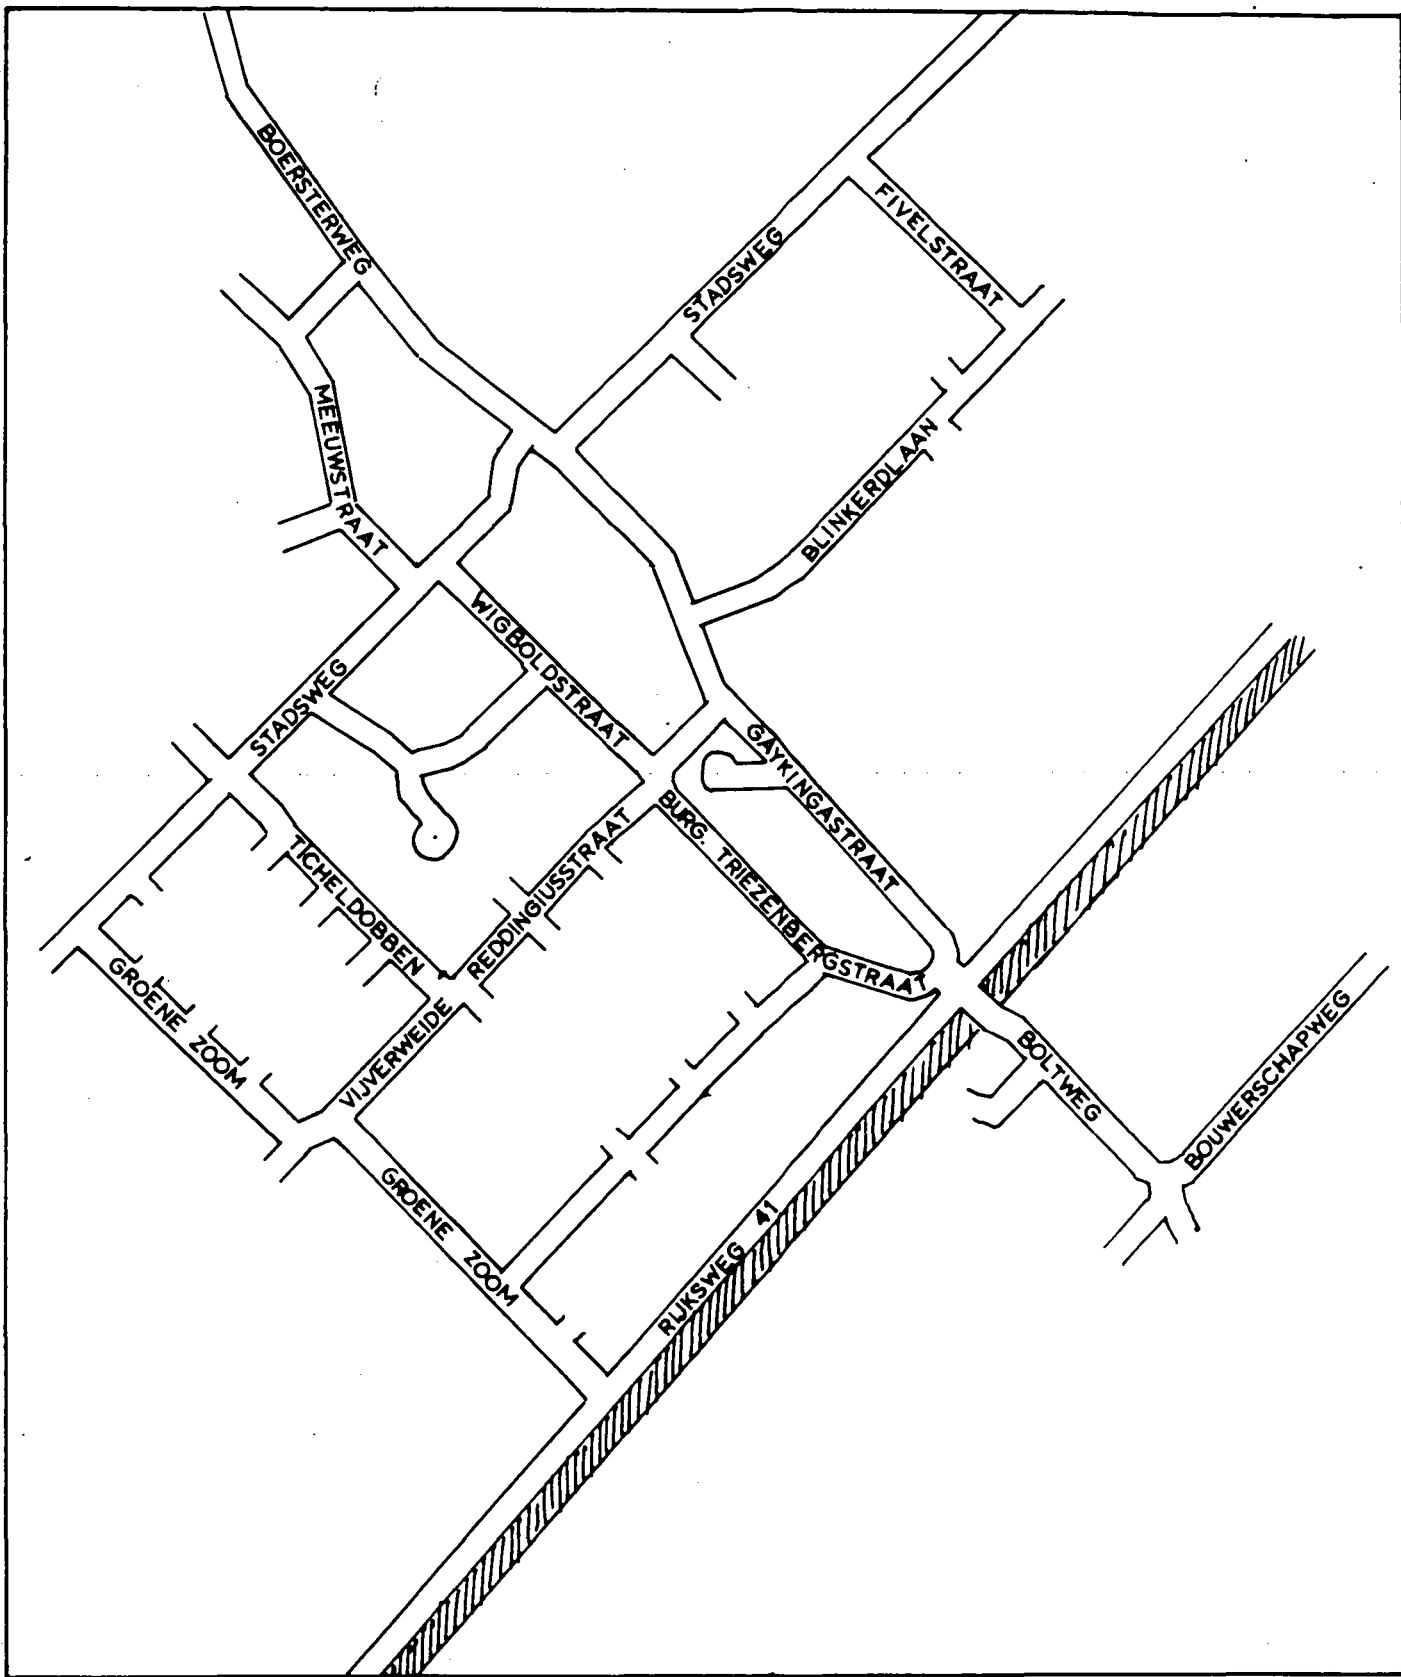 BOERSTERWEG
FIVELSTRAAT
STADSWEG
MEEUWSTRAAT
BLINKERDLAAN
WIGBOLDSTRAAT
STADSWEG
GAYKINGASTRAAT
BURG. TRIEZENBERGSTRAAT
TICHELDOBBEN
REDDINGIUSSTRAAT
GROENE ZOOM
VIJVERWEIDE
BOLTWEG
BOUWERSCHAPWEG
GROENE ZOOM
RIJKSWEG 41